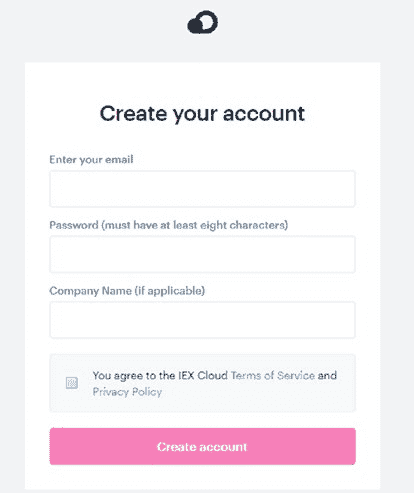 Create your account
Enter your email
Password (must have at least eight characters)
Company Name (if applicable)
You agree to the IEX Cloud Terms of Service and
Privacy Policy
Create account